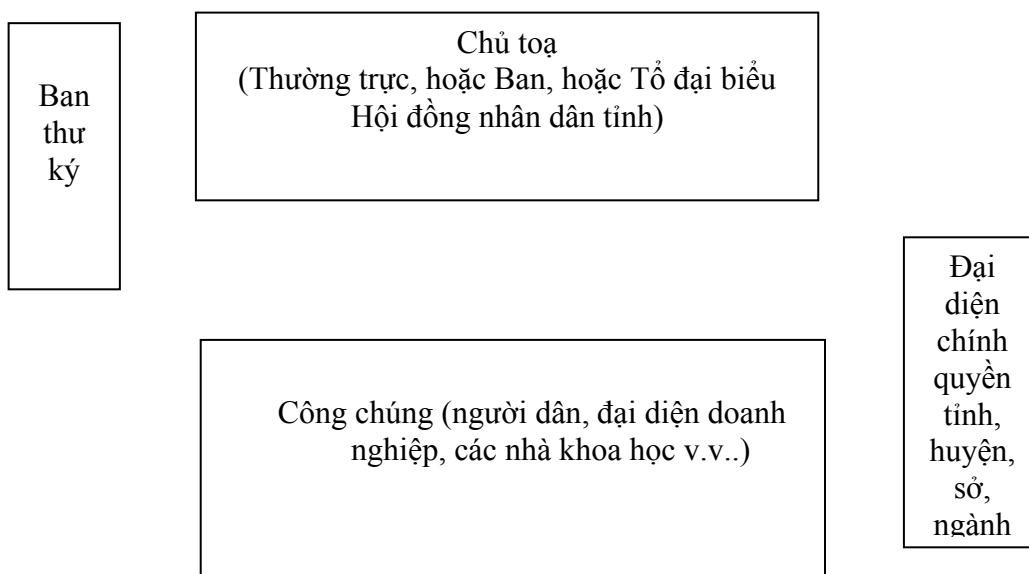 Ban
thư
ký
Chủ toạ
(Thường trực, hoặc Ban, hoặc Tổ đại biểu
Hội đồng nhân dân tỉnh)
Đại
diện
chính
quyền
tỉnh,
huyện,
sở,
ngành
Công chúng (người dân, đại diện doanh
nghiệp, các nhà khoa học v.v..)